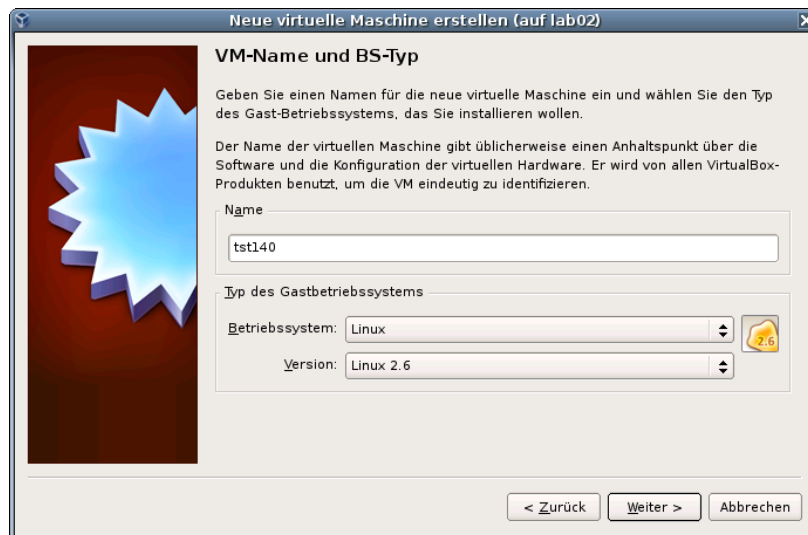 Neue virtuelle Maschine erstellen (auf lab02)
VM-Name und BS-Typ
Geben Sie einen Namen für die neue virtuelle Maschine ein und wählen Sie den Typ
des Gast-Betriebssystems, das Sie installieren wollen.
Der Name der virtuellen Maschine gibt üblicherweise einen Anhaltspunkt über die
Software und die Konfiguration der virtuellen Hardware. Er wird von allen VirtualBox-
Produkten benutzt, um die VM eindeutig zu identifizieren.
Name
tst140
Typ des Gastbetriebssystems
Betriebssystem: Linux
2.6
Version: Linux 2.6
< Zurück Weiter > Abbrechen